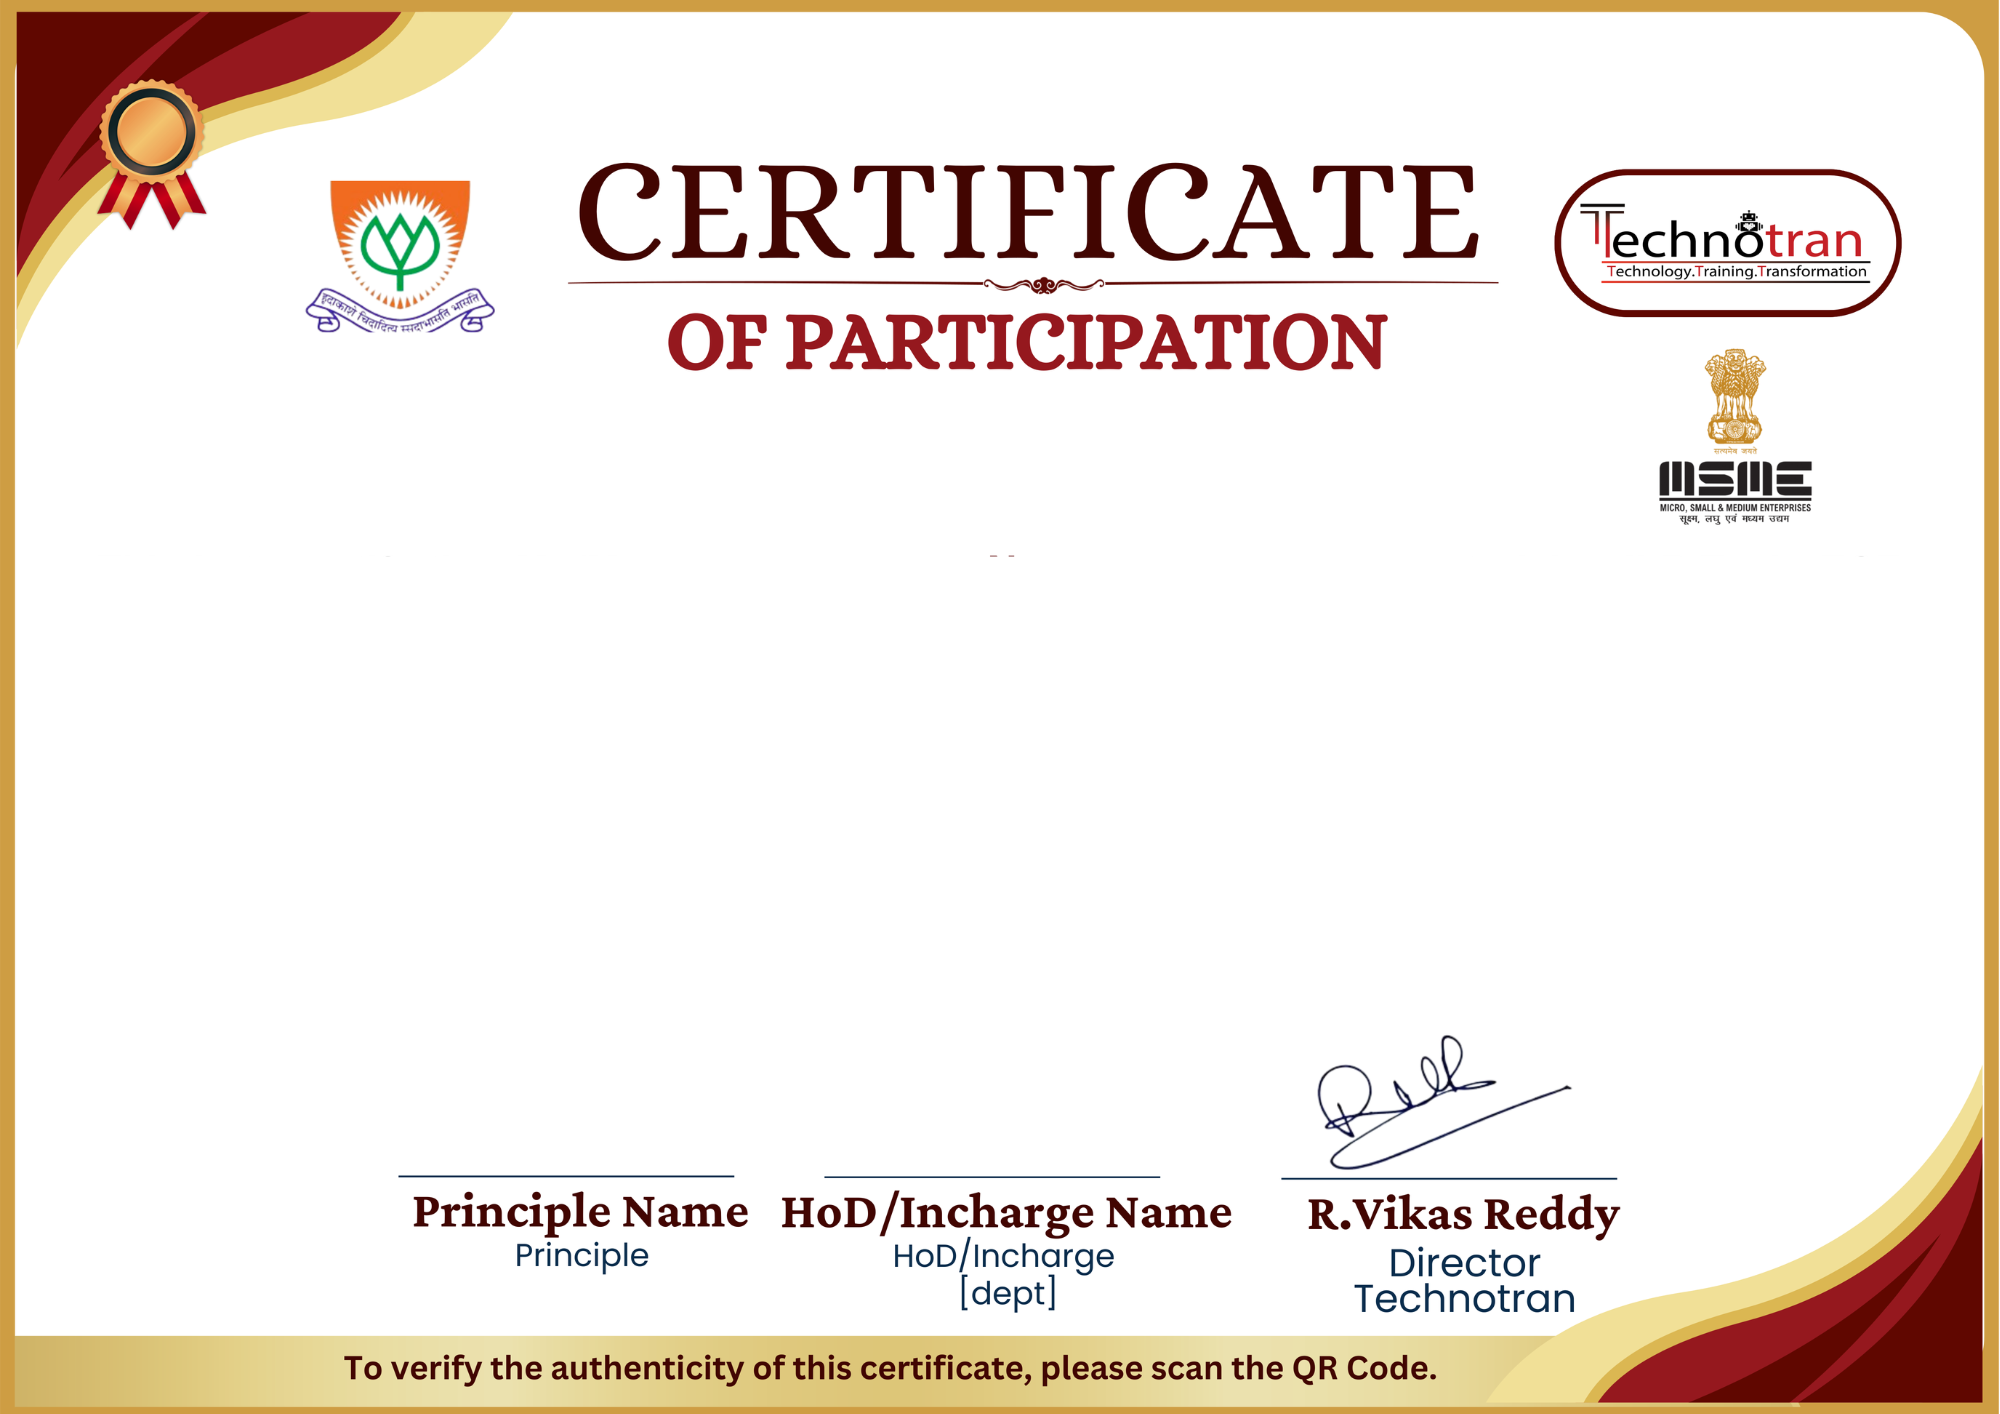 CERTIFICATE
OF PARTICIPATION
इदाकाशे चिदादित्य स्सदाभासति भासति
Technotran
Technology.Training.Transformation
सत्यमेव जयते
MSME
MICRO, SMALL & MEDIUM ENTERPRISES
सूक्ष्म, लघु एवं मध्यम उद्यम
Principle Name
Principle
HoD/Incharge Name
HoD/Incharge
[dept]
R.Vikas Reddy
Director
Technotran
To verify the authenticity of this certificate, please scan the QR Code.